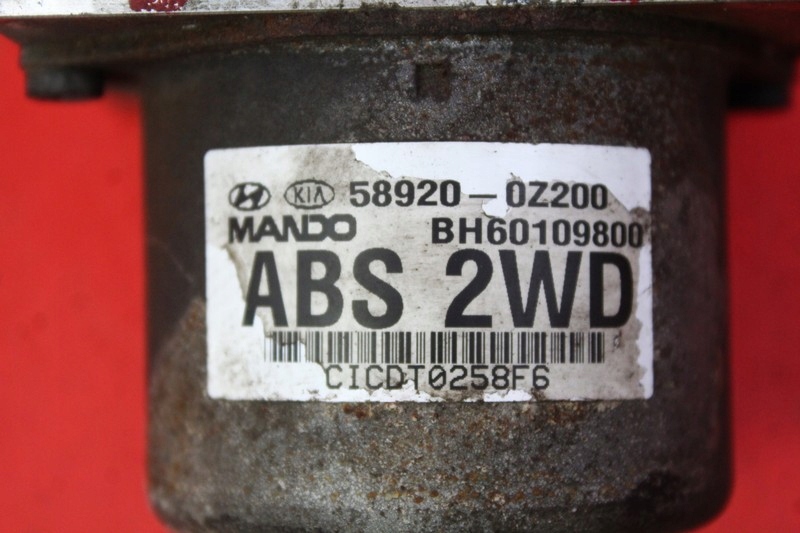 KIA 58920-0Z200
MANDO BH60109800
ABS 2WD
CICDT0258F6